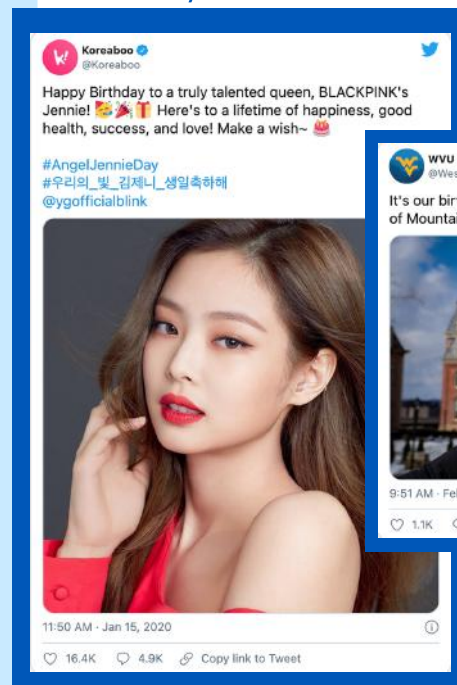 Koreaboo
@Koreaboo
Happy Birthday to a truly talented queen, BLACKPINK's
Jennie! 🥳🎉🎁 Here's to a lifetime of happiness, good
health, success, and love! Make a wish~ 🎂
#AngelJennieDay
#우리의_빛_김제니_생일축하해
@ygofficialblink
11:50 AM · Jan 15, 2020
16.4K 4.9K Copy link to Tweet
WVU
@Wes
It's our bir
of Mountai
9:51 AM · Fe
1.1K